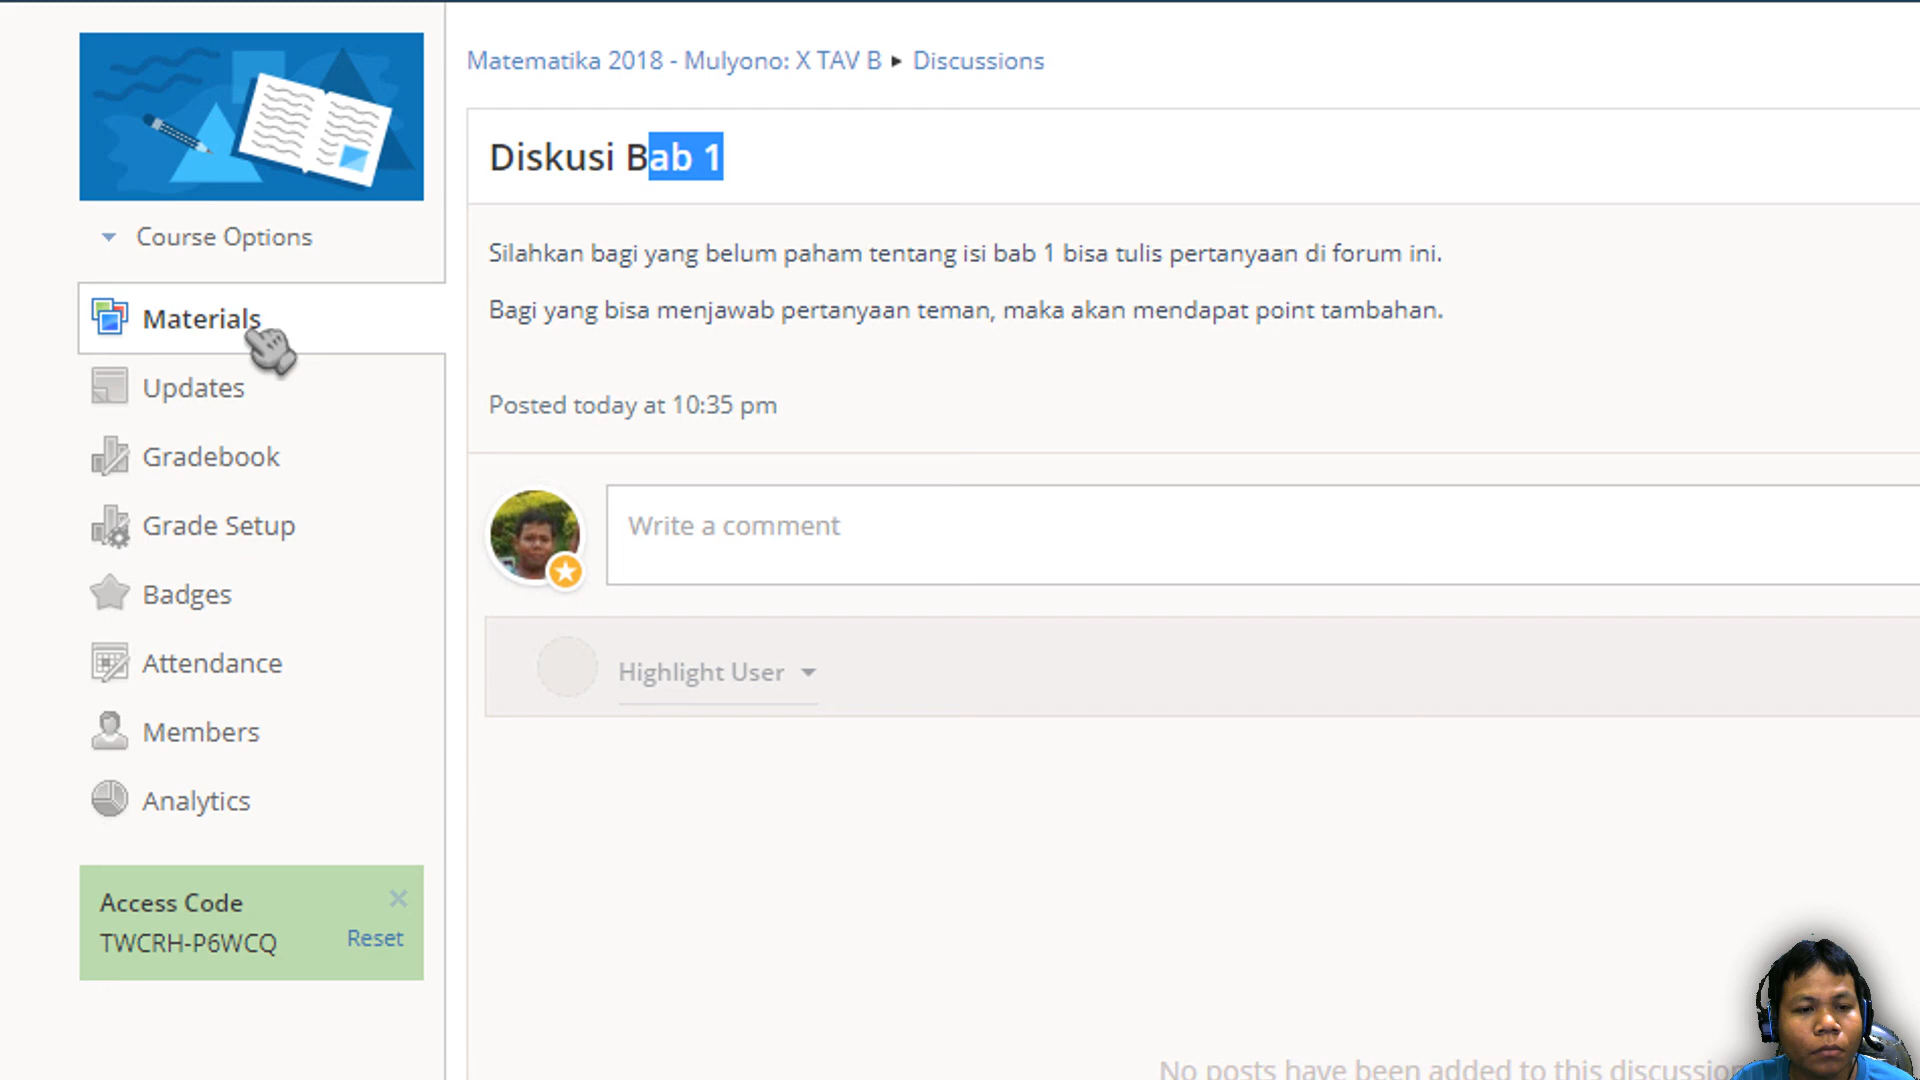 Matematika 2018 - Mulyono: X TAV B ▸ Discussions
Course Options
Materials
Updates
Gradebook
Grade Setup
Badges
Attendance
Members
Analytics
Access Code
TWCRH-P6WCQ
Reset
Diskusi Bab 1
Silahkan bagi yang belum paham tentang isi bab 1 bisa tulis pertanyaan di forum ini.
Bagi yang bisa menjawab pertanyaan teman, maka akan mendapat point tambahan.
Posted today at 10:35 pm
Write a comment
Highlight User
No posts have been added to this discussion